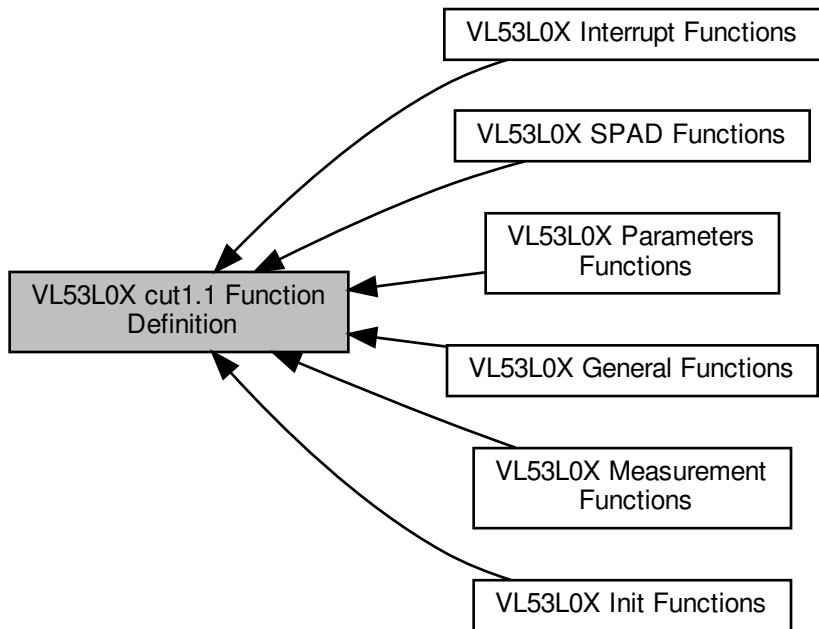 VL53L0X Interrupt Functions
VL53L0X SPAD Functions
VL53L0X Parameters
Functions
VL53L0X cut1.1 Function
Definition
VL53L0X General Functions
VL53L0X Measurement
Functions
VL53L0X Init Functions